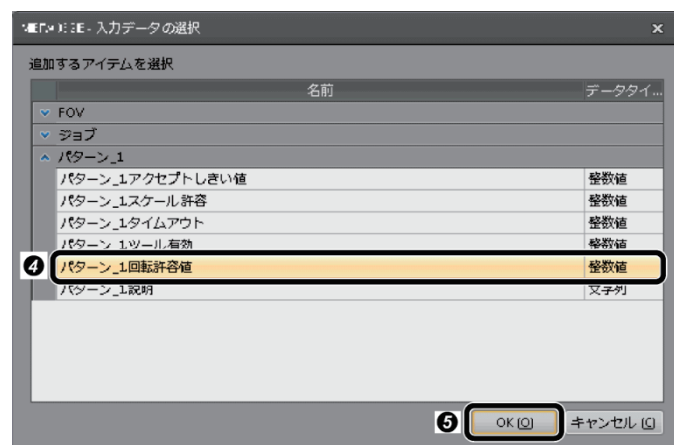 - 入力データの選択
追加するアイテムを選択
名前 データタイ...
FOV
ジョブ
パターン_1
パターン_1アクセプトしきい値 整数値
パターン_1スケール許容 整数値
パターン_1タイムアウト 整数値
パターン_1ツール有効 整数値
❹ パターン_1回転許容値 整数値
パターン_1説明 文字列
❺ OK(O) キャンセル(C)